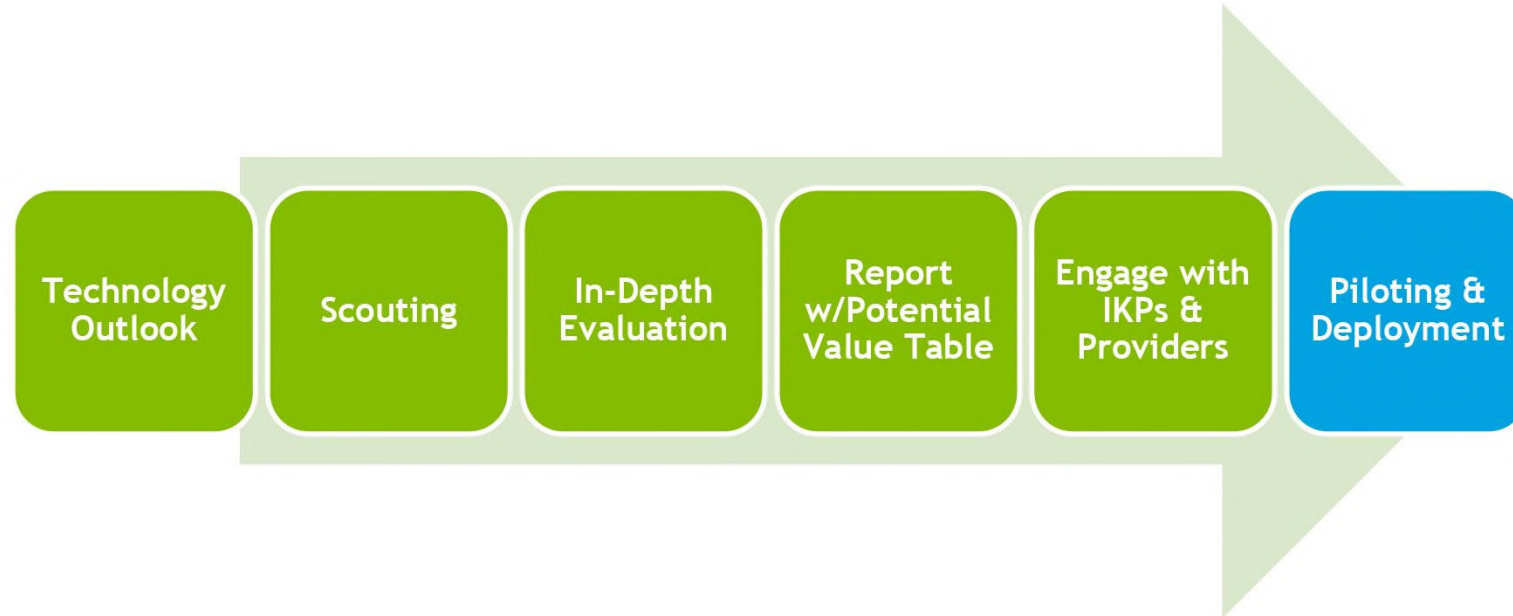 Technology
Outlook
Scouting
In-Depth
Evaluation
Report
w/Potential
Value Table
Engage with
IKPs &
Providers
Piloting &
Deployment